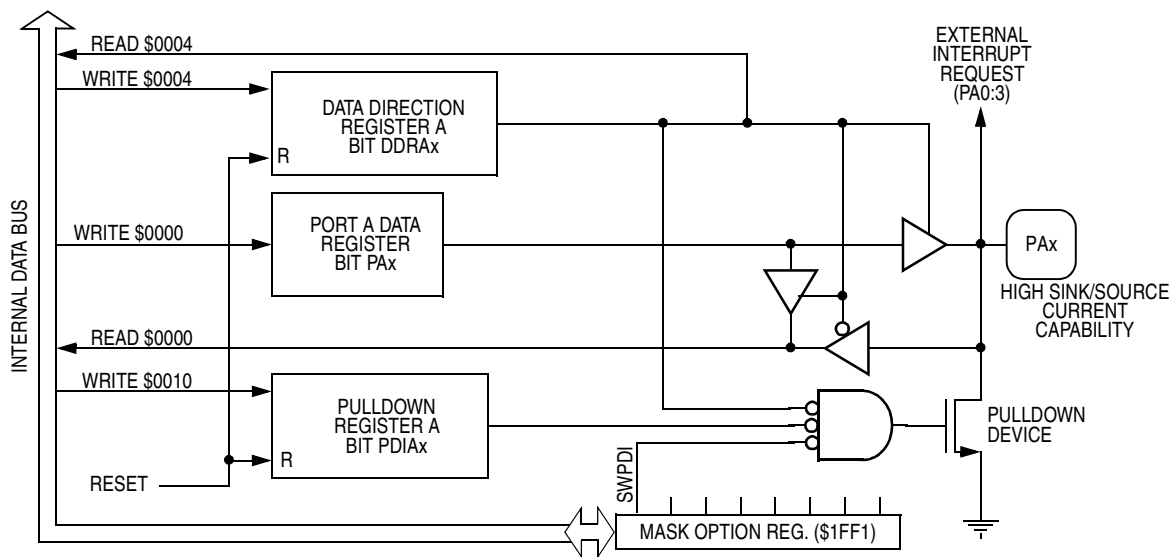 READ $0004
WRITE $0004
DATA DIRECTION
REGISTER A
BIT DDRAx
R
EXTERNAL
INTERRUPT
REQUEST
(PA0:3)
INTERNAL DATA BUS
WRITE $0000
PORT A DATA
REGISTER
BIT PAx
PAx
HIGH SINK/SOURCE
CURRENT
CAPABILITY
READ $0000
WRITE $0010
PULLDOWN
REGISTER A
BIT PDIAx
R
PULLDOWN
DEVICE
RESET
SWPDI
MASK OPTION REG. ($1FF1)